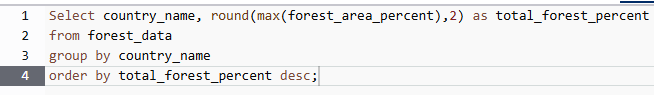 1 Select country_name, round(max(forest_area_percent),2) as total_forest_percent
2 from forest_data
3 group by country_name
4 order by total_forest_percent desc;